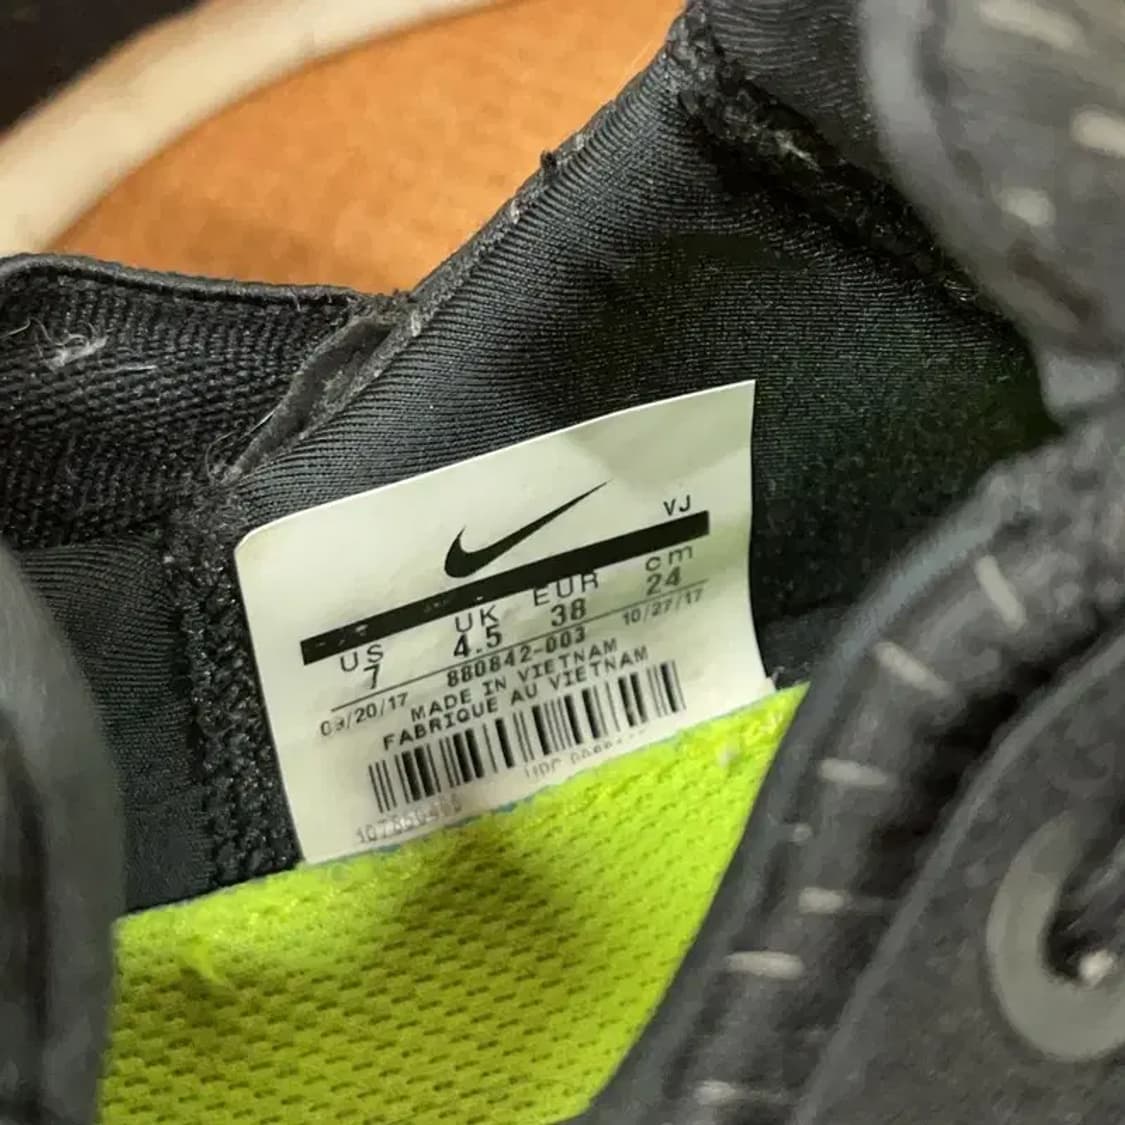 VJ
US UK EUR cm
7 4.5 38 24
880842-003
09/20/17 10/27/17
MADE IN VIETNAM
FABRIQUE AU VIETNAM
UPC